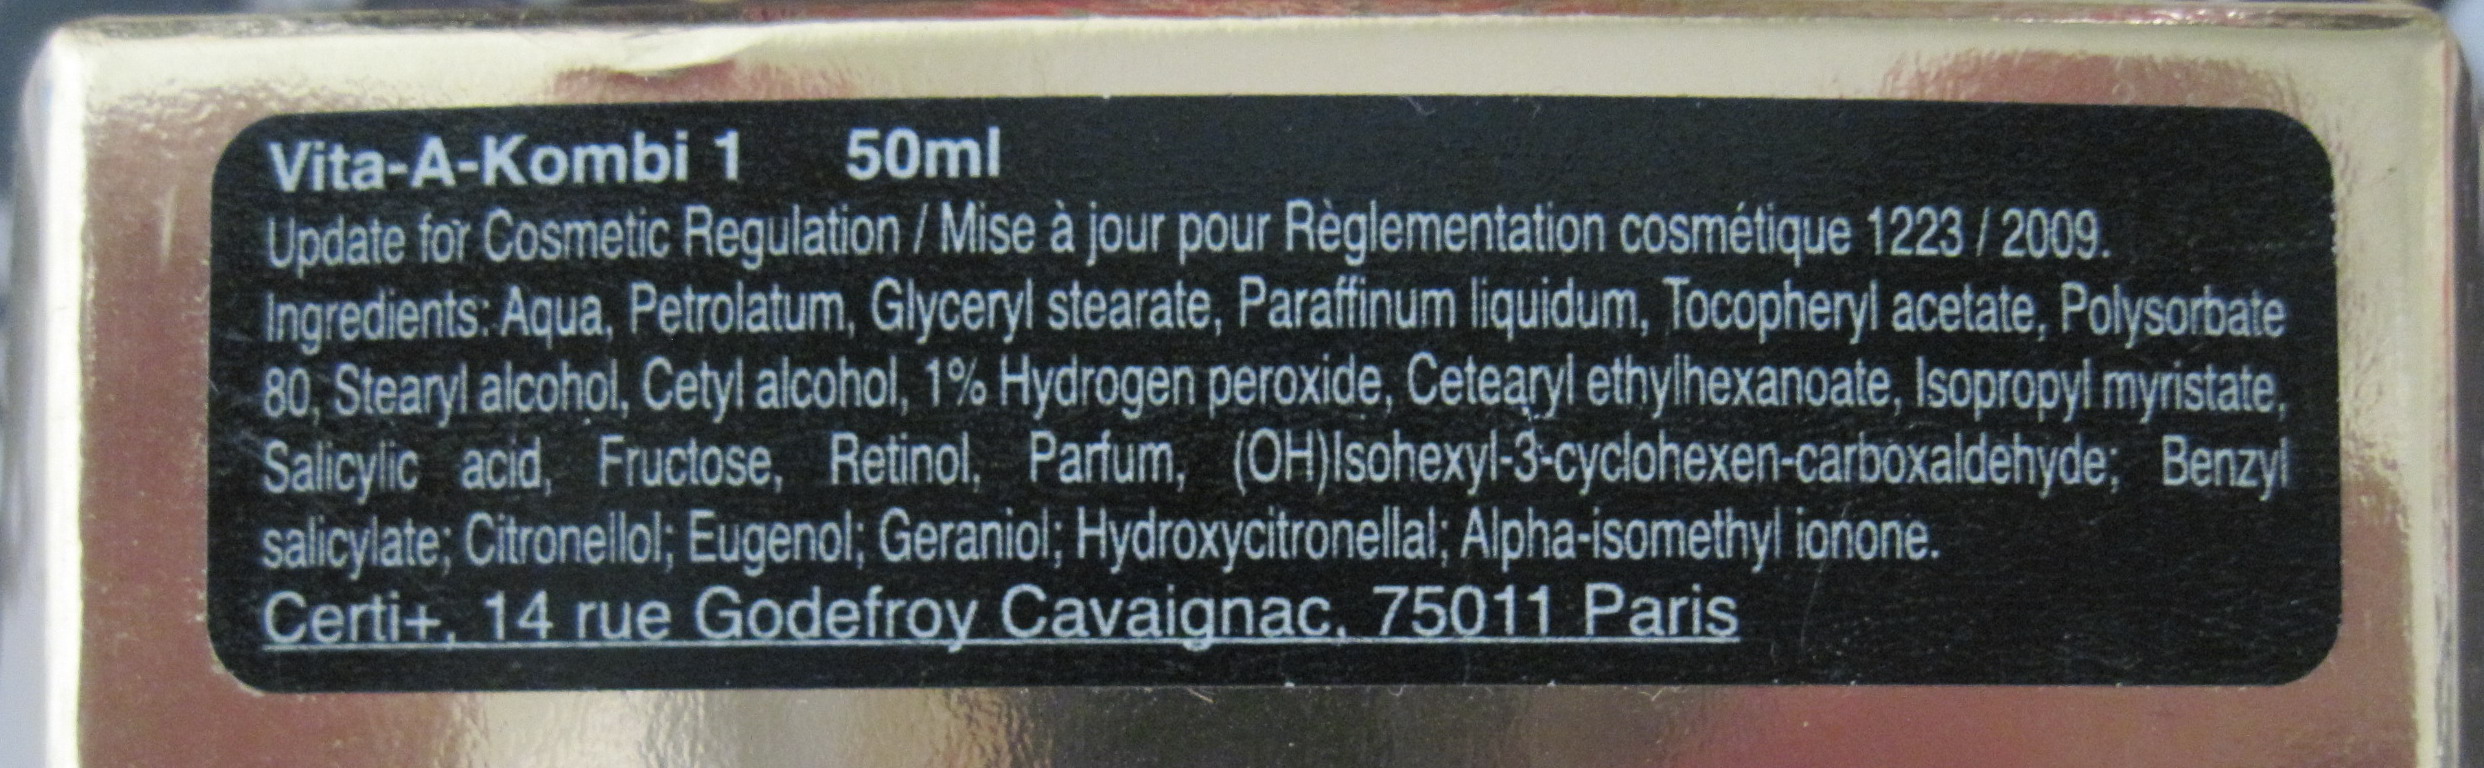 Vita-A-Kombi 1 50ml
Update for Cosmetic Regulation / Mise à jour pour Règlementation cosmétique 1223 / 2009.
Ingredients: Aqua, Petrolatum, Glyceryl stearate, Paraffinum liquidum, Tocopheryl acetate, Polysorbate
80, Stearyl alcohol, Cetyl alcohol, 1% Hydrogen peroxide, Cetearyl ethylhexanoate, Isopropyl myristate,
Salicylic acid, Fructose, Retinol, Parfum, (OH)Isohexyl-3-cyclohexen-carboxaldehyde; Benzyl
salicylate; Citronellol; Eugenol; Geraniol; Hydroxycitronellal; Alpha-isomethyl ionone.
Certi+, 14 rue Godefroy Cavaignac, 75011 Paris